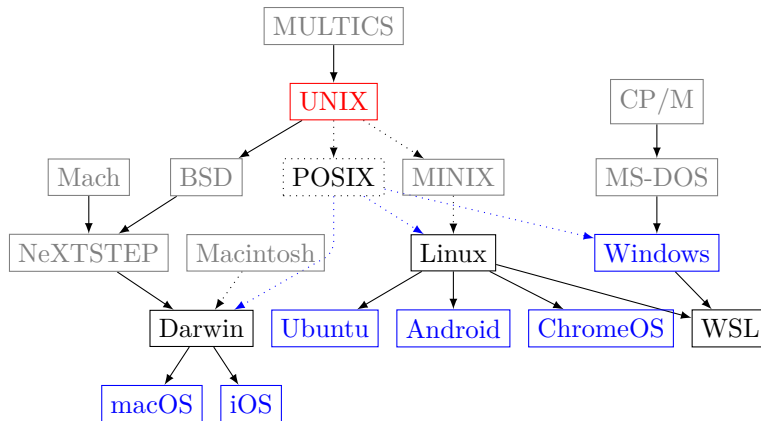 MULTICS
UNIX
CP/M
Mach
BSD
POSIX
MINIX
MS-DOS
NeXTSTEP
Macintosh
Linux
Windows
Darwin
Ubuntu
Android
ChromeOS
WSL
macOS
iOS